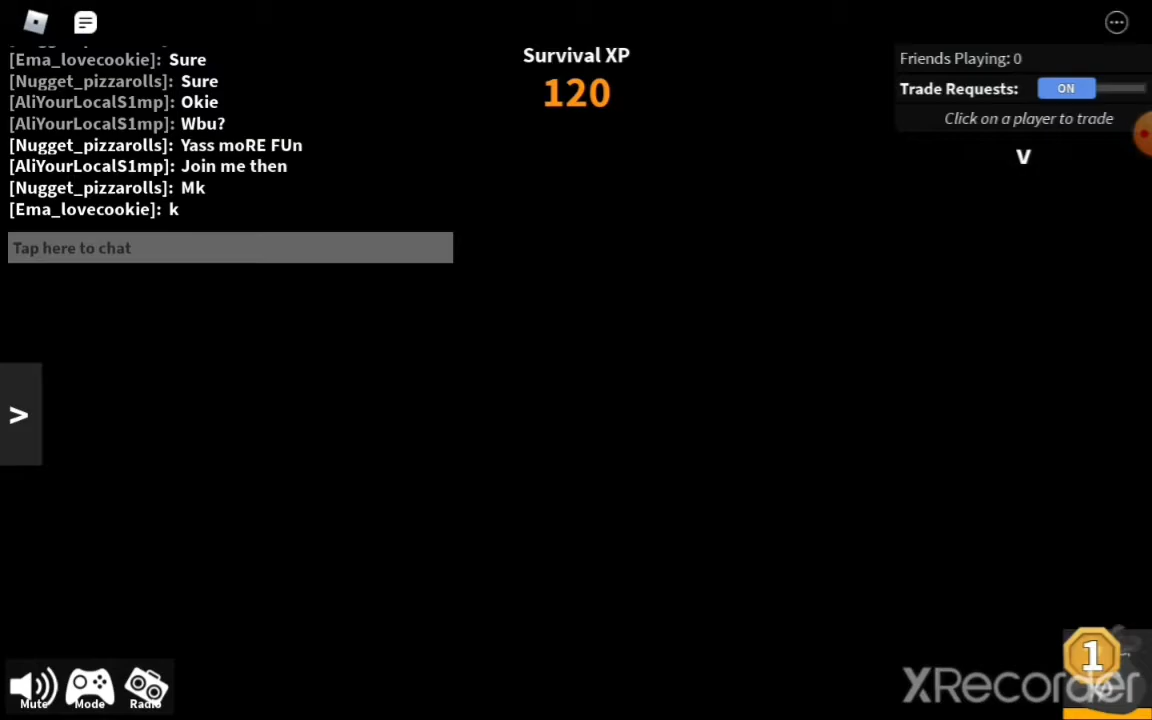 [Ema_lovecookie]: Sure
[Nugget_pizzarolls]: Sure
[AliYourLocalS1mp]: Okie
[AliYourLocalS1mp]: Wbu?
[Nugget_pizzarolls]: Yass moRE FUn
[AliYourLocalS1mp]: Join me then
[Nugget_pizzarolls]: Mk
[Ema_lovecookie]: k
Tap here to chat
Survival XP
120
Friends Playing: 0
Trade Requests: ON
Click on a player to trade
V
>
Mute Mode Radio
1
XRecorder